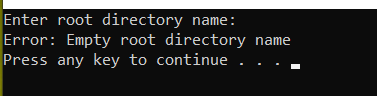 Enter root directory name:
Error: Empty root directory name
Press any key to continue . . .